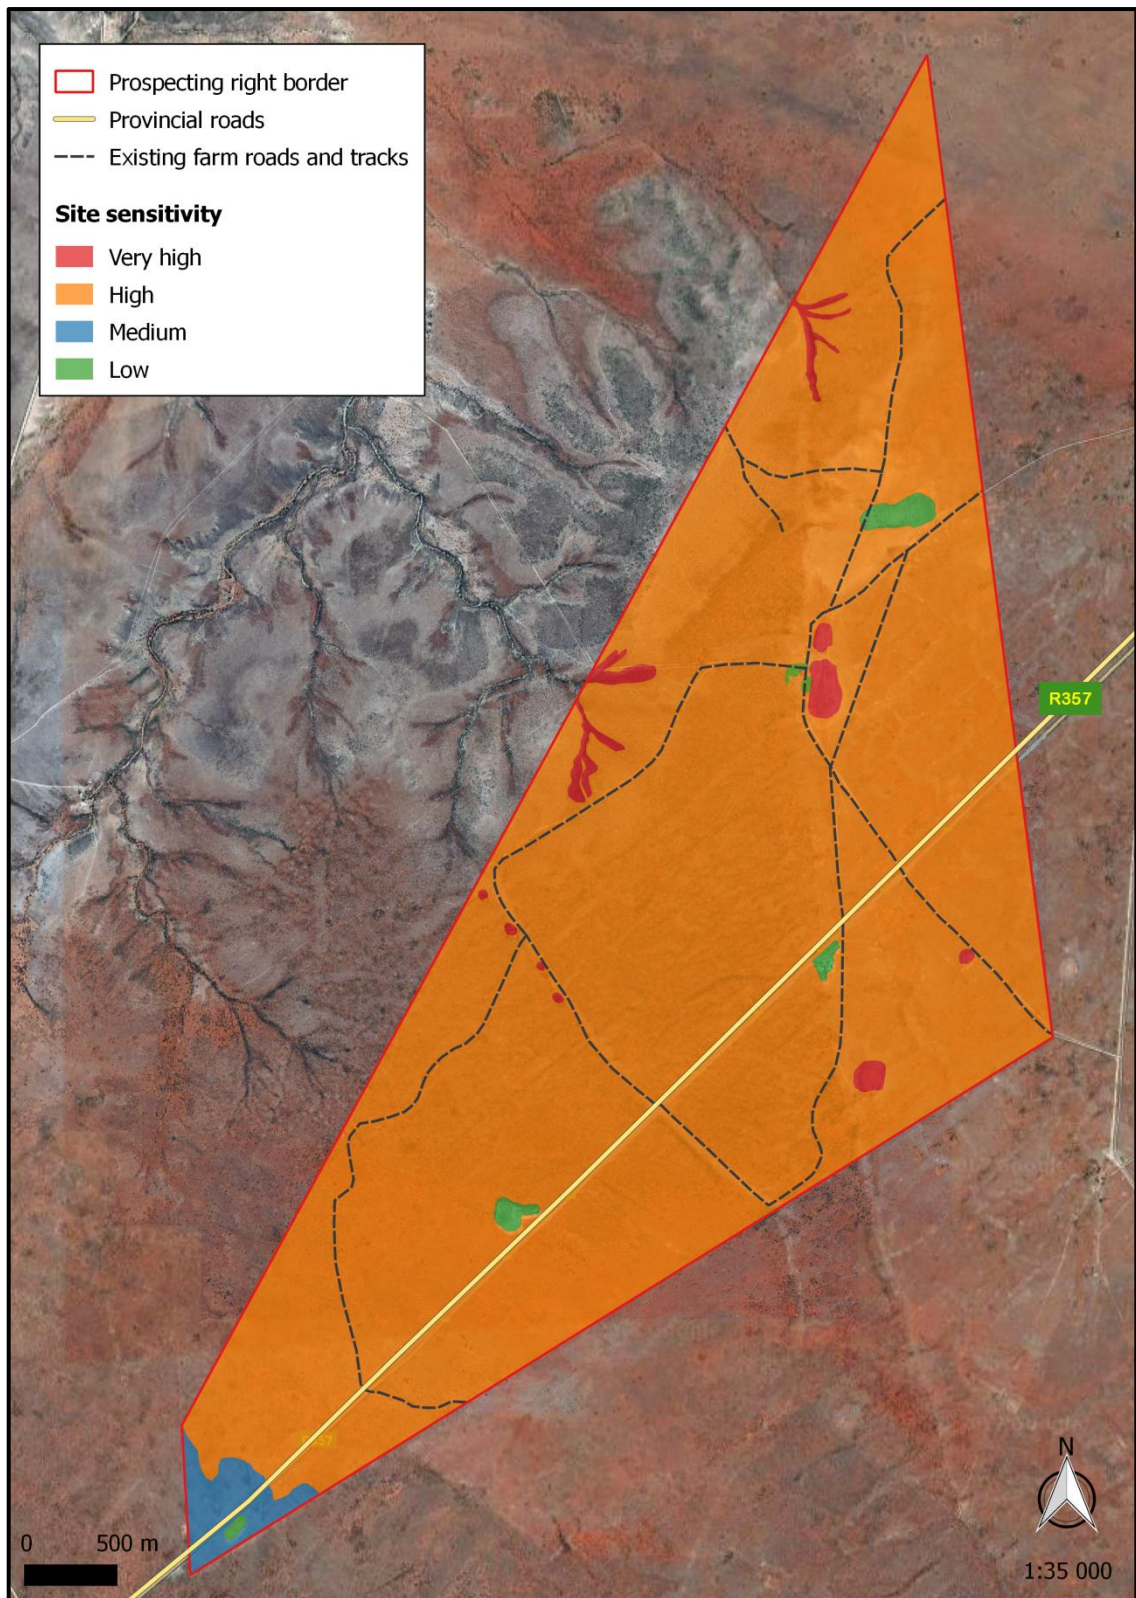 Prospecting right border
Provincial roads
Existing farm roads and tracks
Site sensitivity
Very high
High
Medium
Low
R357
N
0 500 m
1:35 000